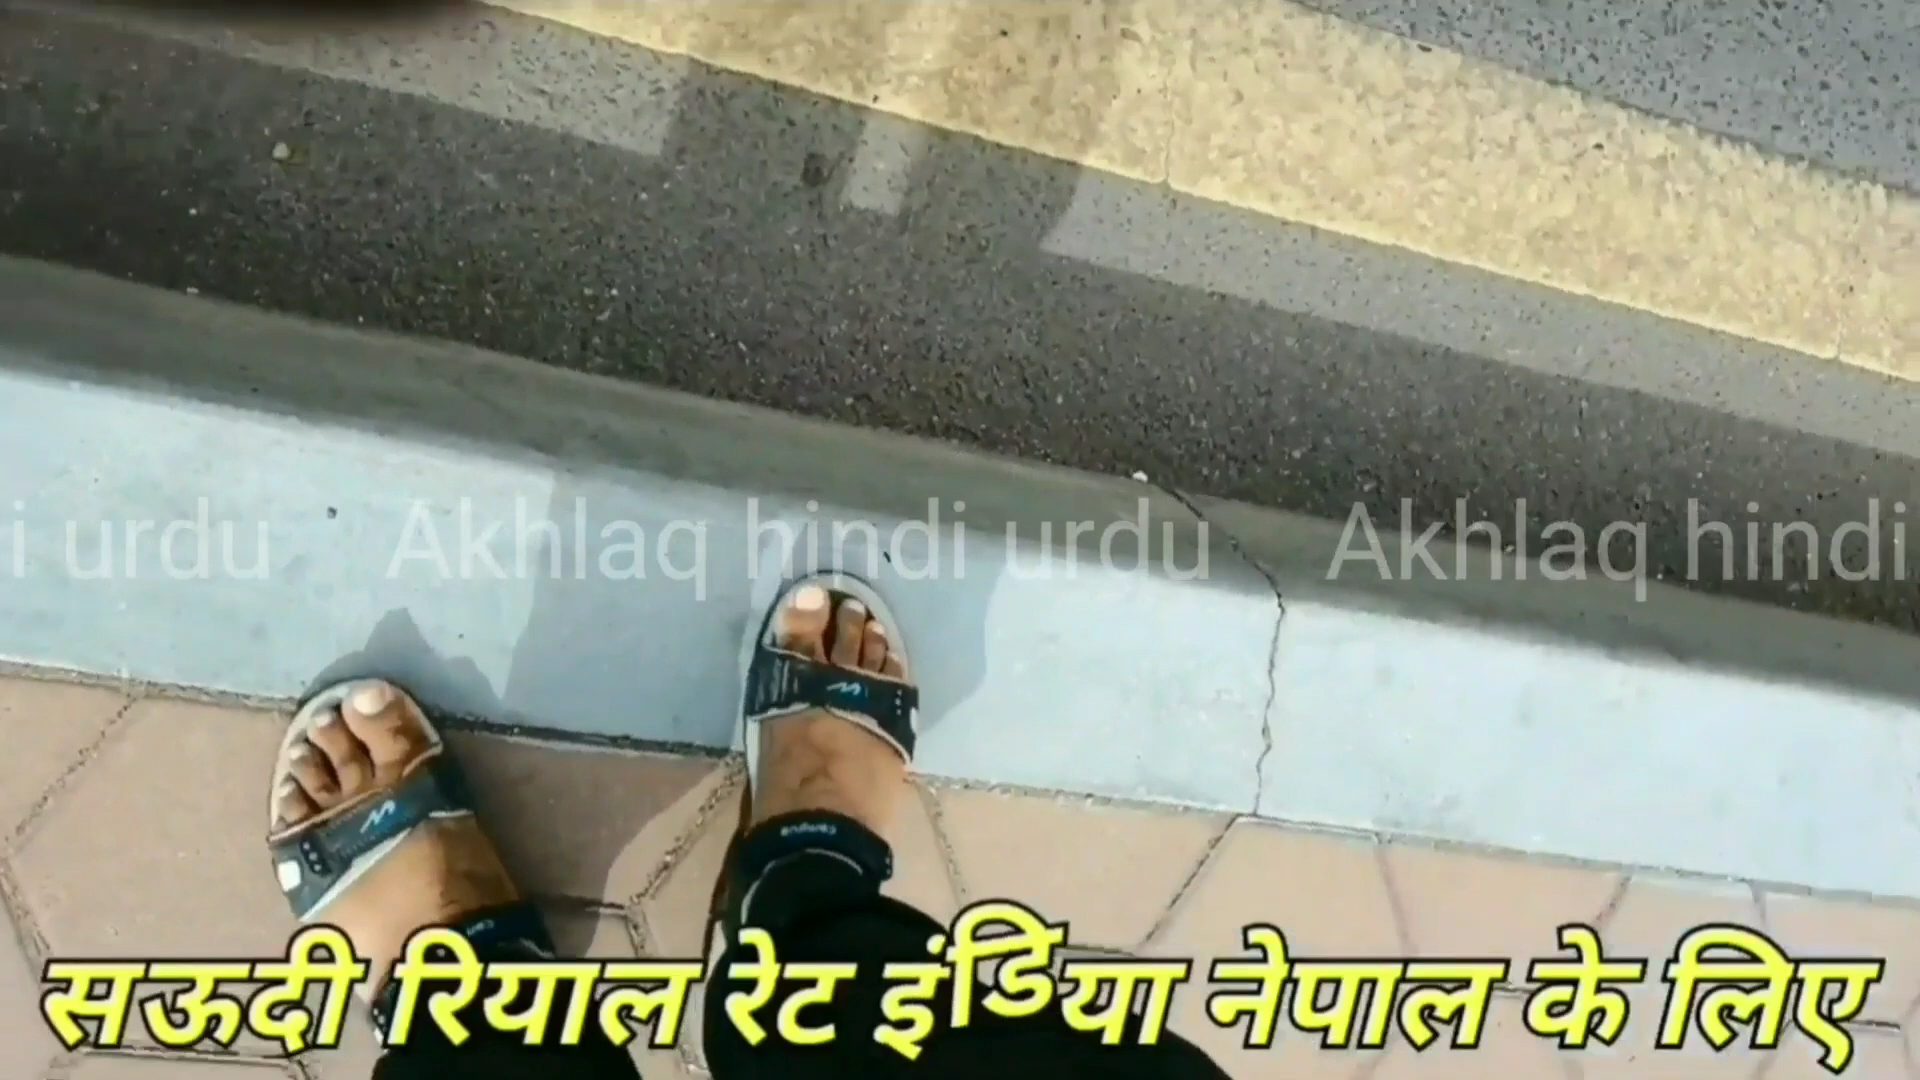 i urdu Akhlaq hindi urdu Akhlaq hindi
सऊदी रियाल रेट इंडिया नेपाल के लिए